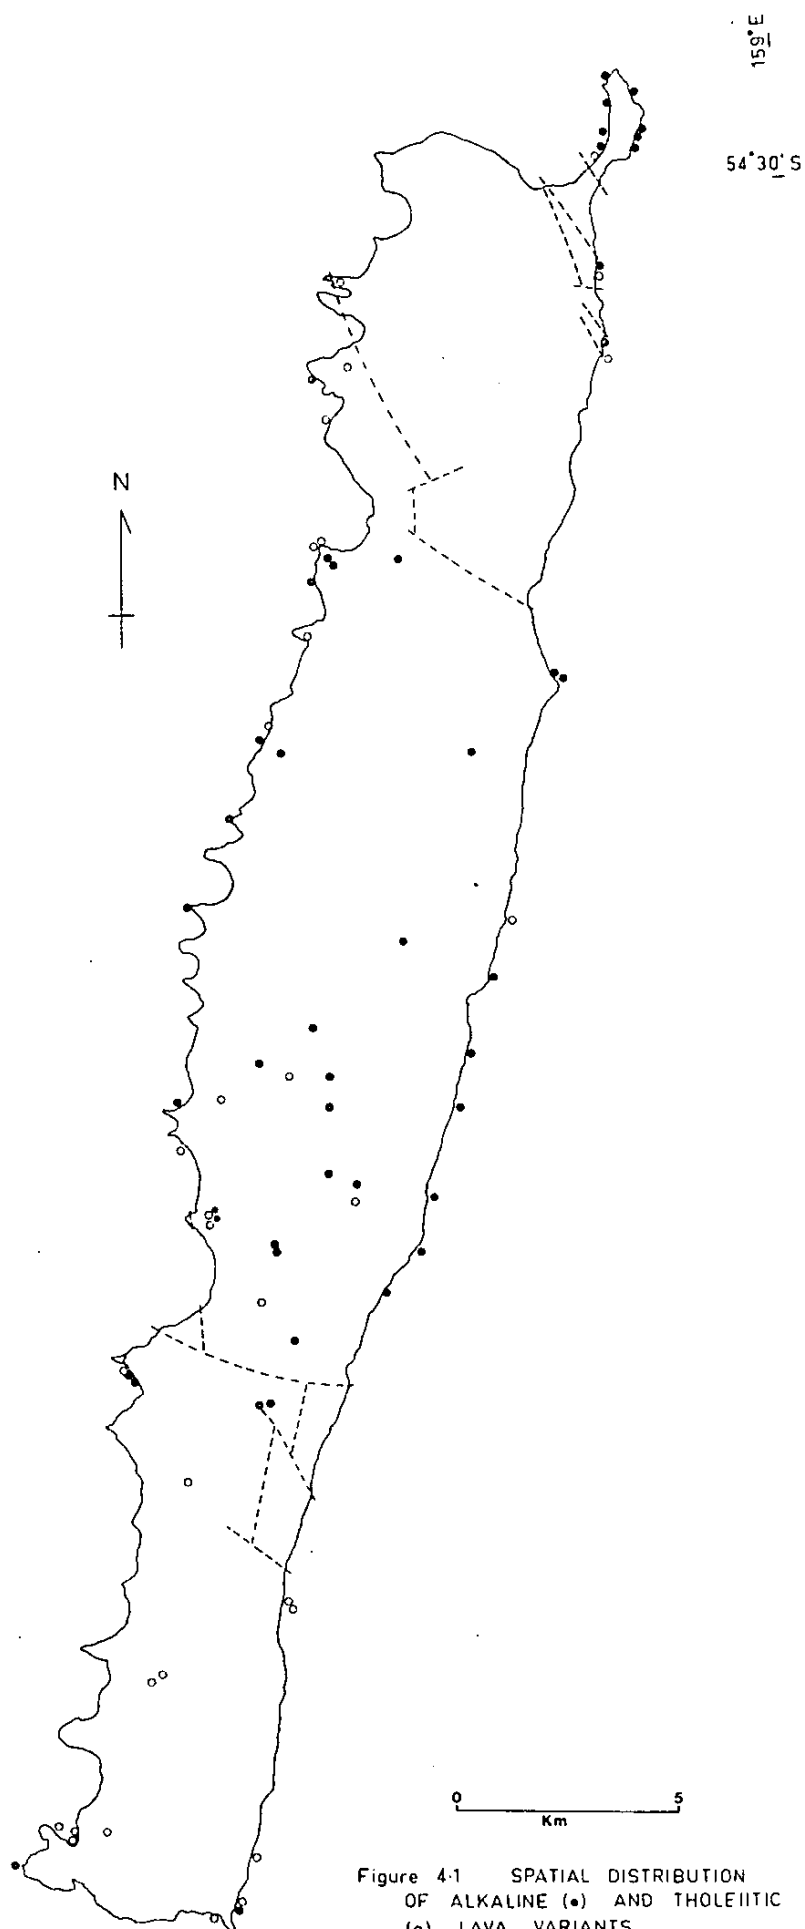 159°E
54°30' S
N
0 5
Km
Figure 4·1 SPATIAL DISTRIBUTION
OF ALKALINE (•) AND THOLEIITIC
(o) LAVA VARIANTS